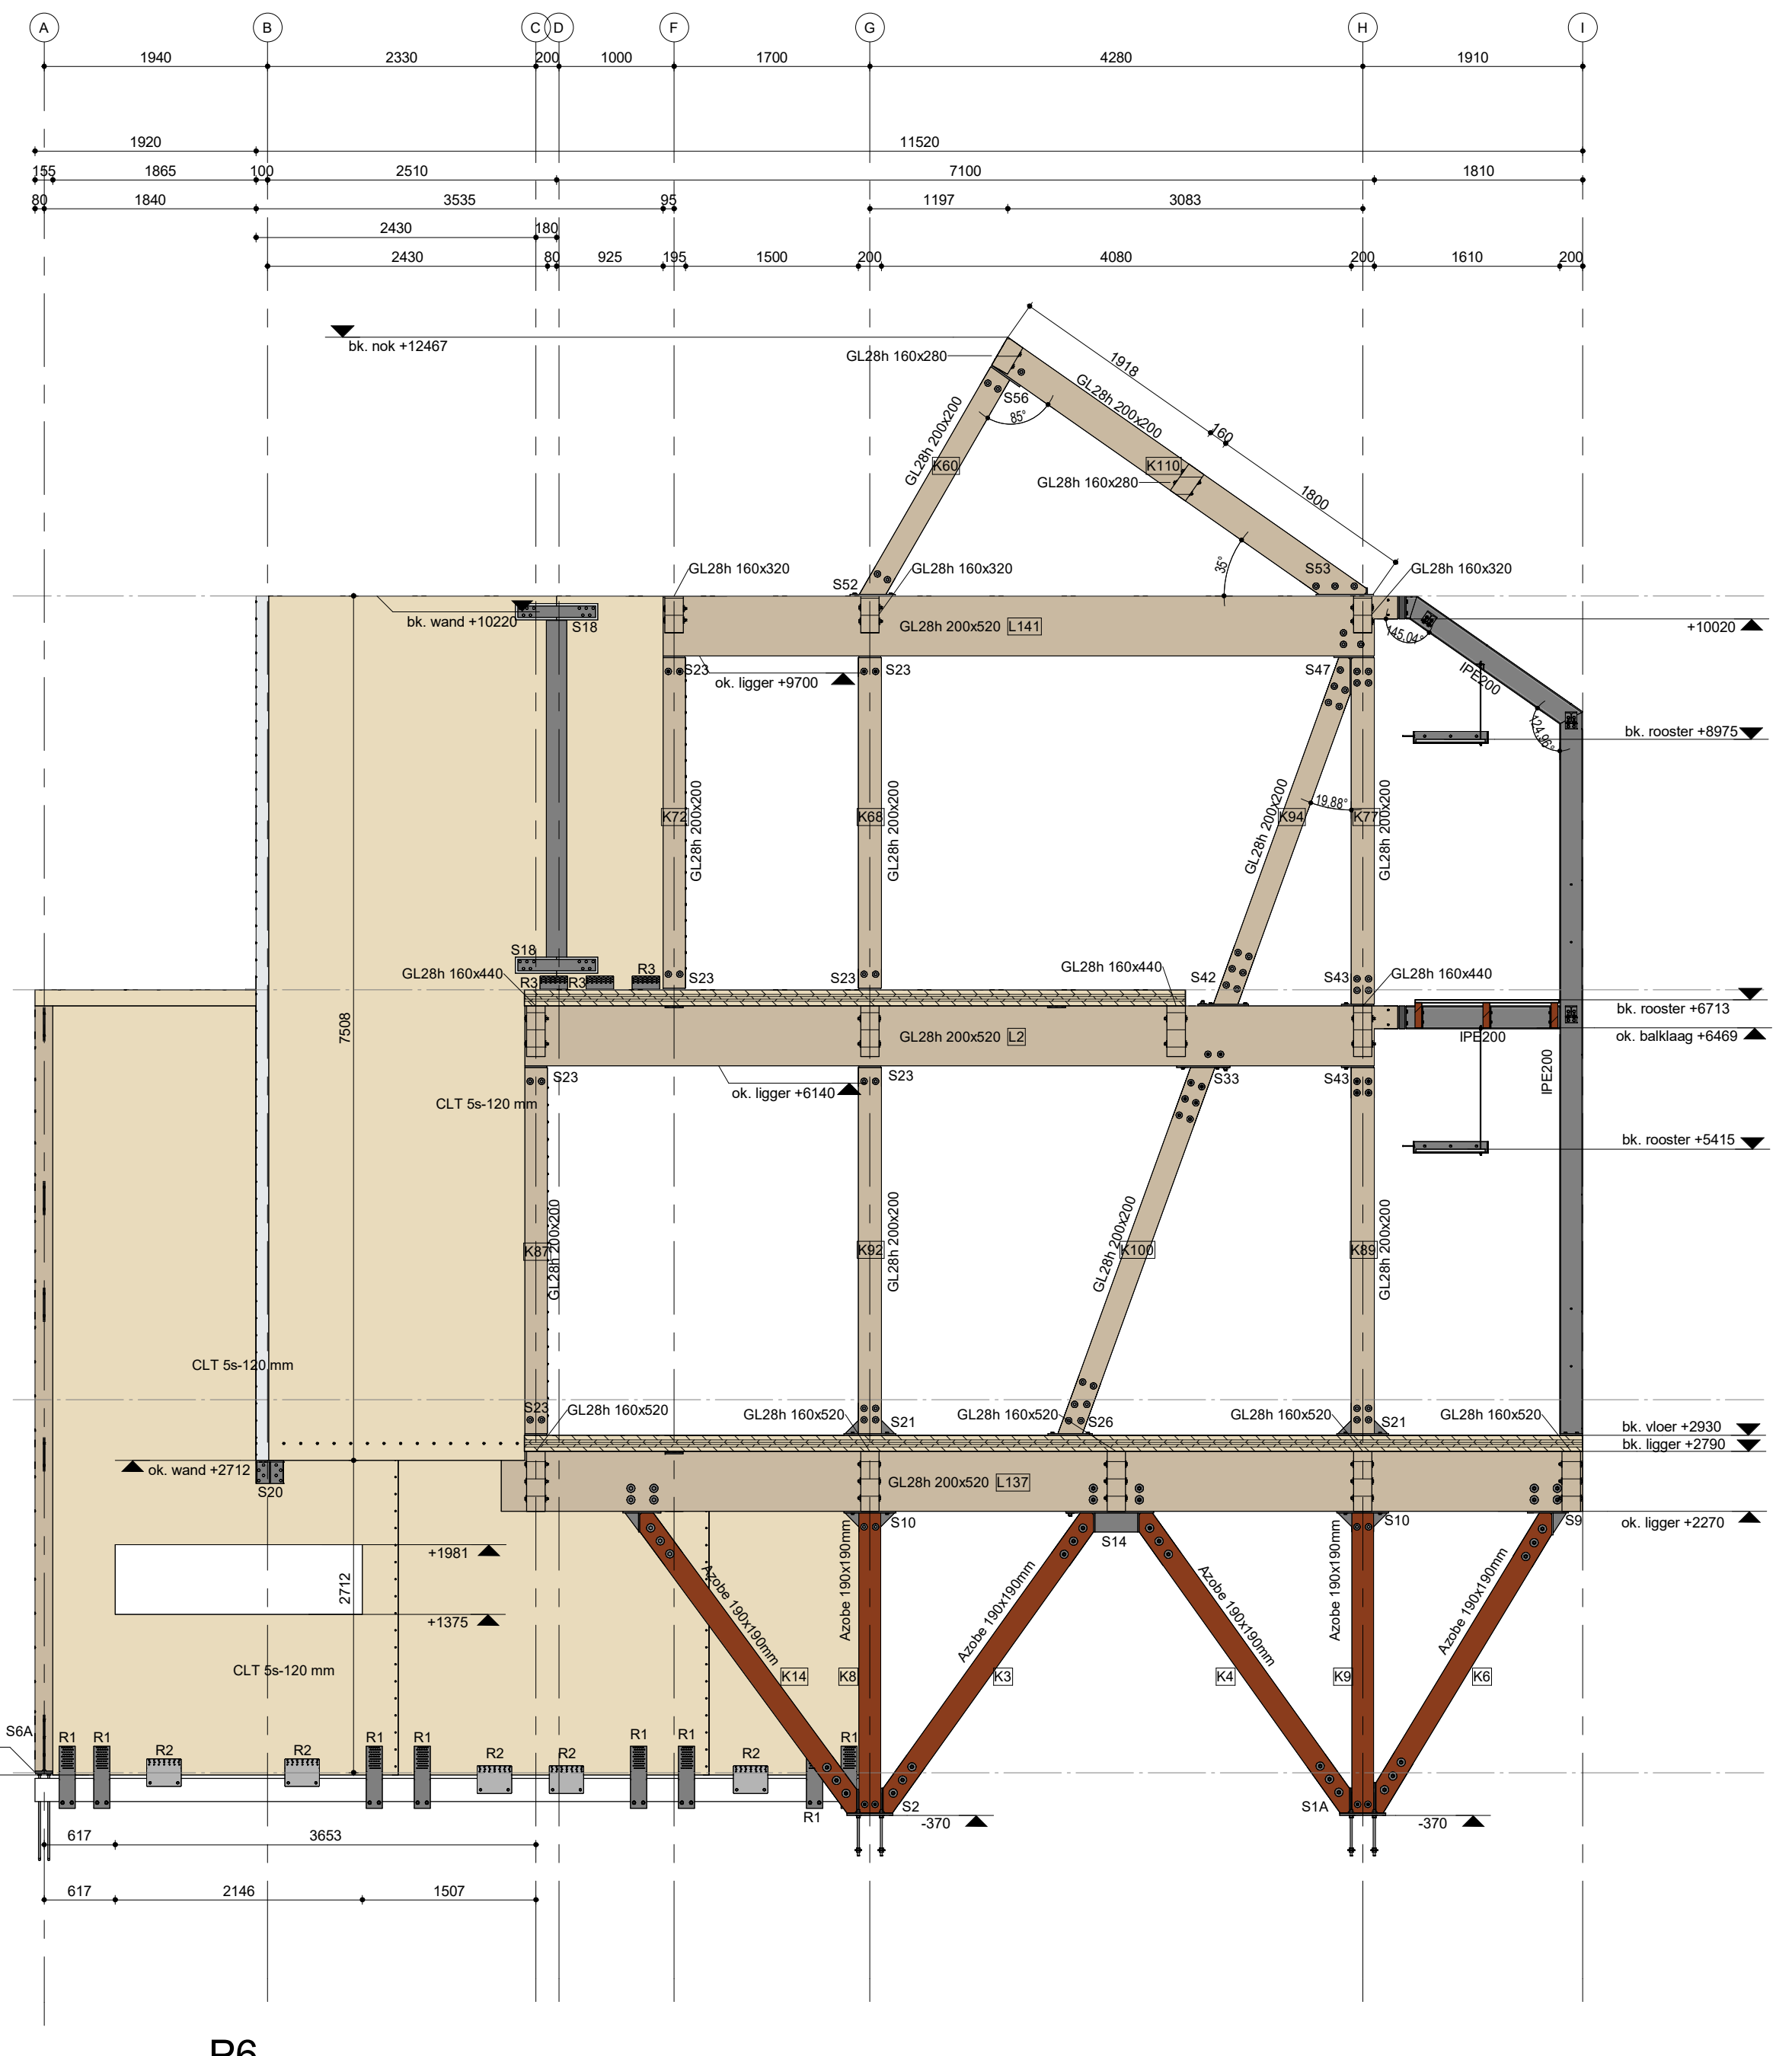 A B C D F G H I
1940 2330 200 1000 1700 4280 1910
1920 11520
155 1865 100 2510 7100 1810
80 1840 3535 95 1197 3083
2430 180
2430 80 925 195 1500 200 4080 200 1610 200
bk. nok +12467
GL28h 160x280
1918
GL28h 200x200
S56
85°
GL28h 200x200
160
K60
K110
GL28h 160x280
1800
35°
GL28h 160x320
S52
GL28h 160x320
S53
GL28h 160x320
bk. wand +10220
S18
GL28h 200x520 L141
+10020
145.04°
S23
ok. ligger +9700
S23
S47
IPE200
bk. rooster +8975
124.96°
K72
GL28h 200x200
K68
GL28h 200x200
GL28h 200x200
K94
19.88°
K77
GL28h 200x200
S18
GL28h 160x440
R3
R3
R3
S23
S23
GL28h 160x440
S42
S43
GL28h 160x440
bk. rooster +6713
7508
GL28h 200x520 L2
IPE200
ok. balklaag +6469
S23
ok. ligger +6140
S23
S33
S43
IPE200
CLT 5s-120 mm
bk. rooster +5415
K87
GL28h 200x200
K92
GL28h 200x200
GL28h 200x200
K100
K89
GL28h 200x200
CLT 5s-120 mm
S23
GL28h 160x520
GL28h 160x520
S21
GL28h 160x520
S26
GL28h 160x520
S21
GL28h 160x520
bk. vloer +2930
bk. ligger +2790
ok. wand +2712
S20
GL28h 200x520 L137
S10
S14
S10
S9
ok. ligger +2270
+1981
2712
+1375
Azobe 190x190mm
Azobe 190x190mm
Azobe 190x190mm
Azobe 190x190mm
Azobe 190x190mm
Azobe 190x190mm
CLT 5s-120 mm
K14
K8
K3
K4
K9
K6
S6A
R1 R1 R2 R2 R1 R1 R2 R2 R1 R1 R2 R1
R1
S2
-370
S1A
-370
617 3653
617 2146 1507